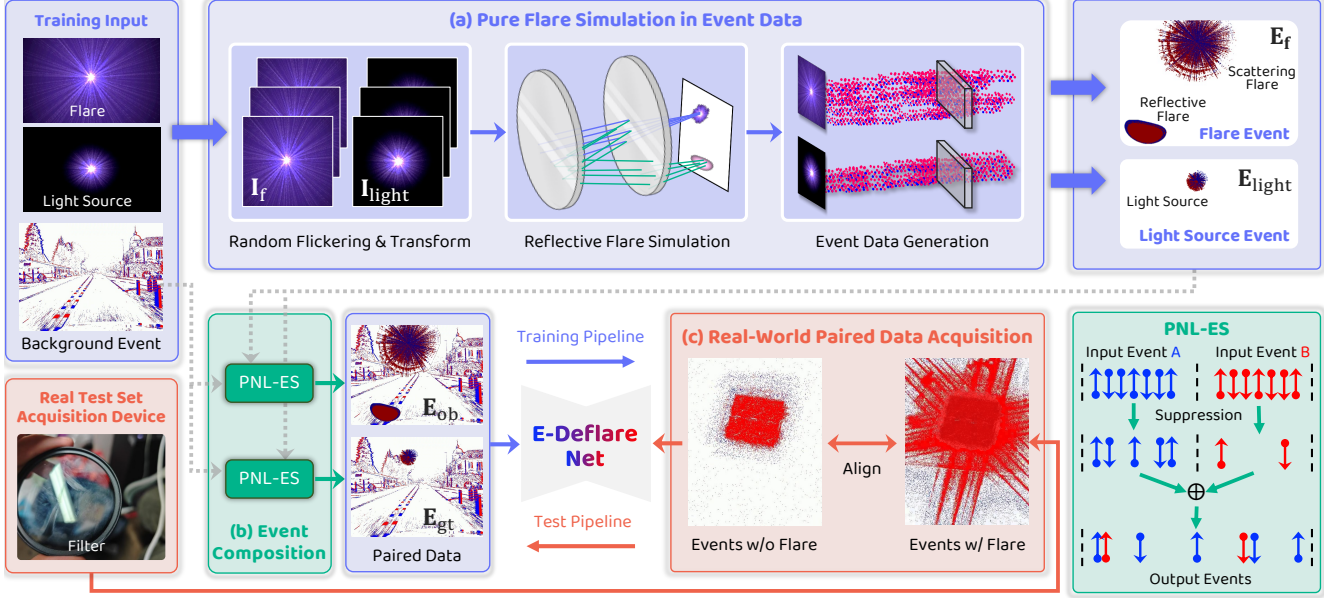 Training Input
Flare
Light Source
Background Event
(a) Pure Flare Simulation in Event Data
I_f
I_light
Random Flickering & Transform
Reflective Flare Simulation
Event Data Generation
E_f
Scattering
Flare
Reflective
Flare
Flare Event
E_light
Light Source
Light Source Event
Real Test Set
Acquisition Device
Filter
PNL-ES
PNL-ES
(b) Event
Composition
E_ob
E_gt
Paired Data
Training Pipeline
E-Deflare
Net
Test Pipeline
(c) Real-World Paired Data Acquisition
Align
Events w/o Flare
Events w/ Flare
PNL-ES
Input Event A
Input Event B
Suppression
Output Events